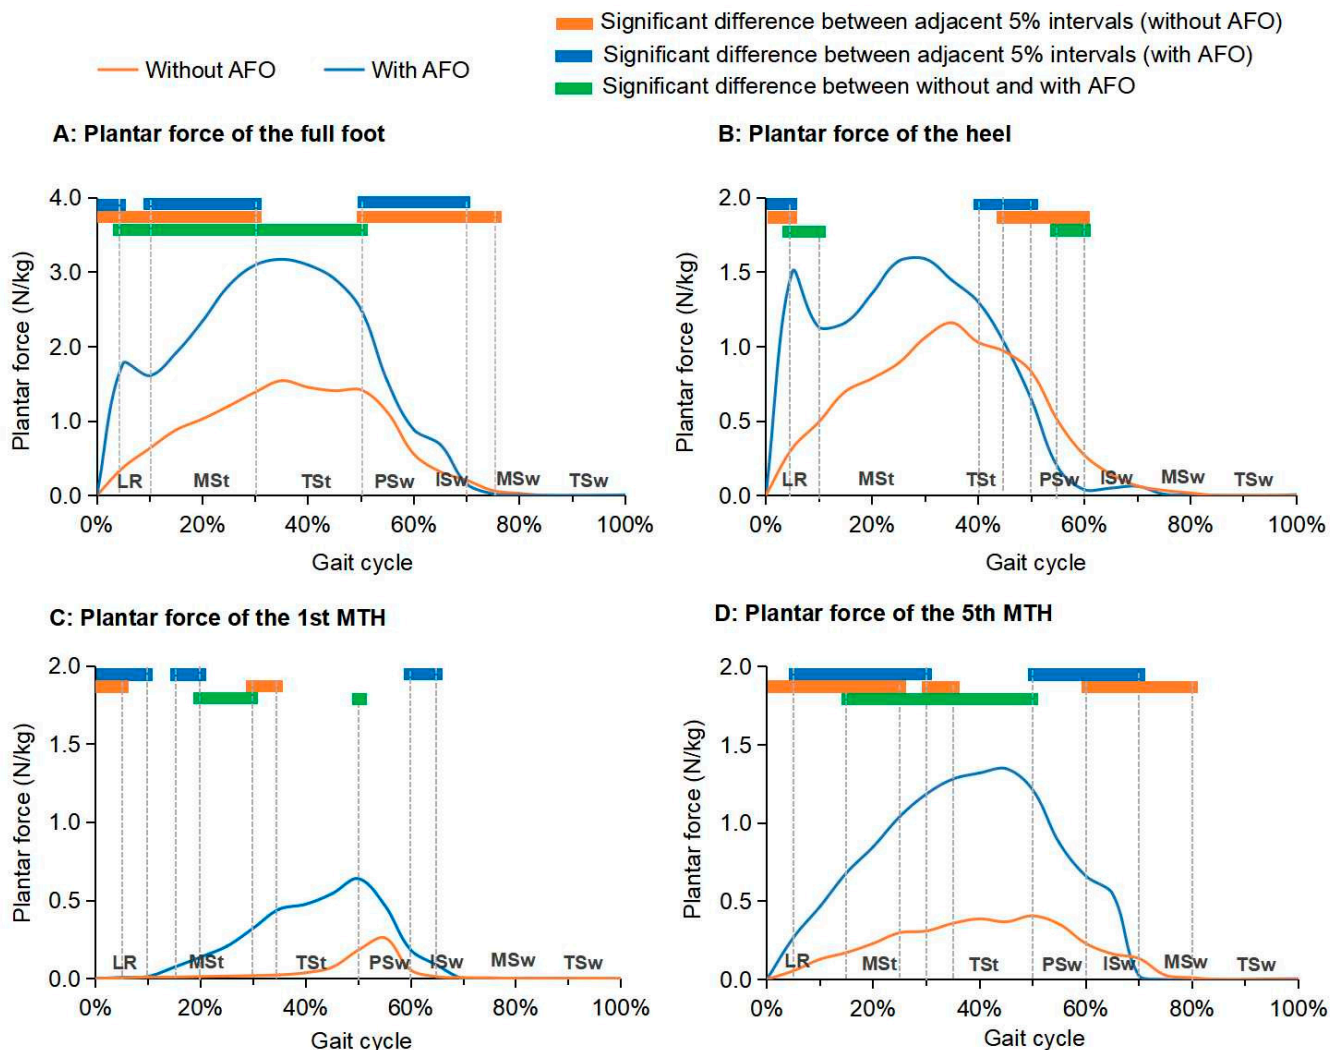 Significant difference between adjacent 5% intervals (without AFO)
Without AFO
With AFO
Significant difference between adjacent 5% intervals (with AFO)
Significant difference between without and with AFO
A: Plantar force of the full foot
Plantar force (N/kg)
4.0
3.0
2.0
1.0
0.0
LR
MSt
TSt
PSw
ISw
MSw
TSw
0%
20%
40%
60%
80%
100%
Gait cycle
B: Plantar force of the heel
Plantar force (N/kg)
2.0
1.5
1.0
0.5
0.0
LR
MSt
TSt
PSw
ISw
MSw
TSw
0%
20%
40%
60%
80%
100%
Gait cycle
C: Plantar force of the 1st MTH
Plantar force (N/kg)
2.0
1.5
1.0
0.5
0.0
LR
MSt
TSt
PSw
ISw
MSw
TSw
0%
20%
40%
60%
80%
100%
Gait cycle
D: Plantar force of the 5th MTH
Plantar force (N/kg)
2.0
1.5
1.0
0.5
0.0
LR
MSt
TSt
PSw
ISw
MSw
TSw
0%
20%
40%
60%
80%
100%
Gait cycle